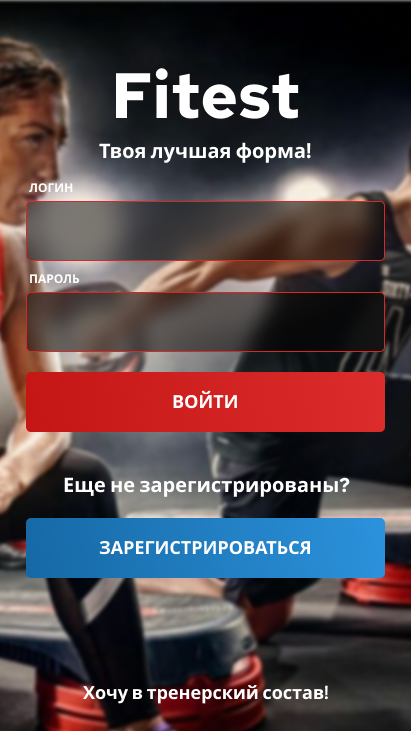 Fitest
Твоя лучшая форма!
ЛОГИН
ПАРОЛЬ
ВОЙТИ
Еще не зарегистрированы?
ЗАРЕГИСТРИРОВАТЬСЯ
Хочу в тренерский состав!